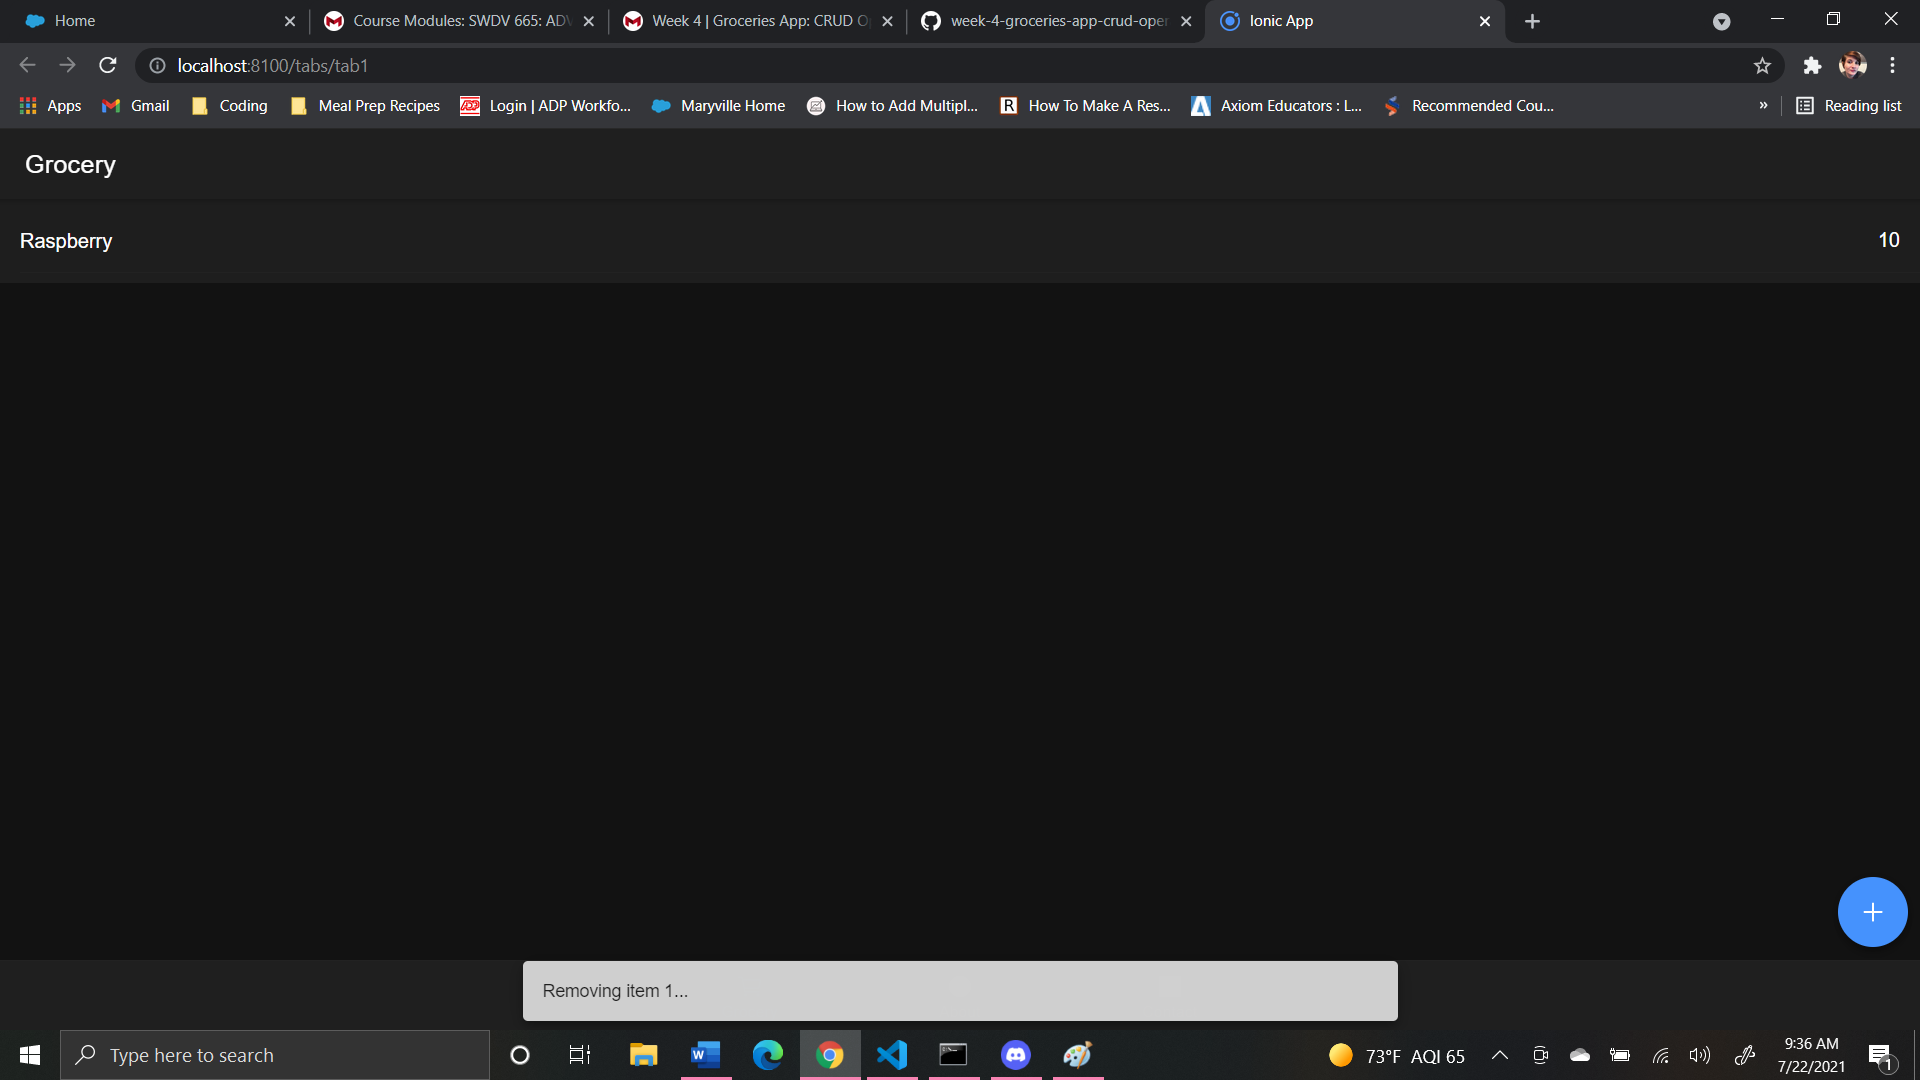 Home
Course Modules: SWDV 665: ADV
Week 4 | Groceries App: CRUD O
week-4-groceries-app-crud-oper
Ionic App
localhost:8100/tabs/tab1
Apps
Gmail
Coding
Meal Prep Recipes
ADP
Login | ADP Workfo...
Maryville Home
How to Add Multipl...
R
How To Make A Res...
Axiom Educators : L...
Recommended Cou...
»
Reading list
Grocery
Raspberry 10
Removing item 1...
Type here to search
73°F AQI 65
9:36 AM
7/22/2021
1